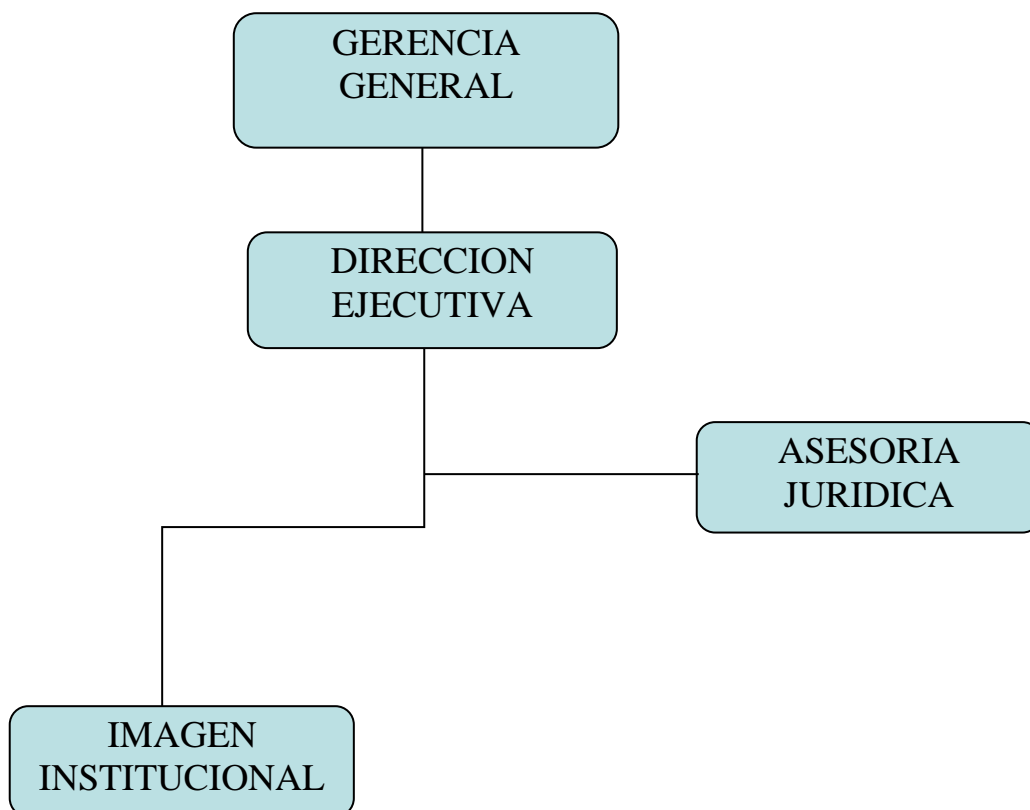 GERENCIA
GENERAL
DIRECCION
EJECUTIVA
ASESORIA
JURIDICA
IMAGEN
INSTITUCIONAL